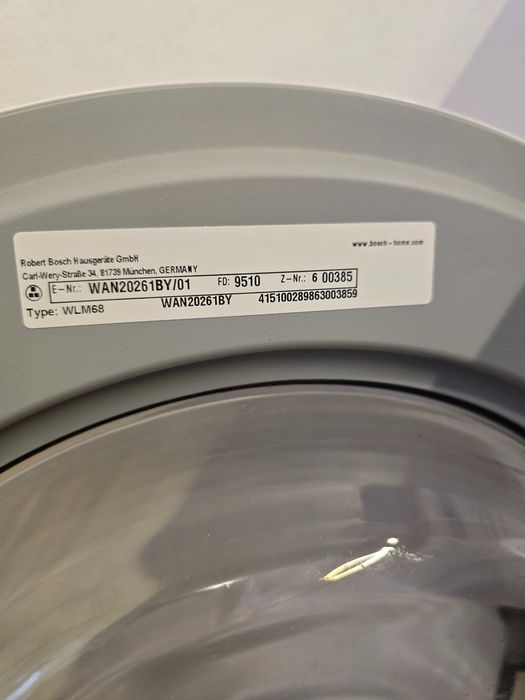 www.bosch-home.com
Robert Bosch Hausgeräte GmbH
Carl-Wery-Straße 34, 81739 München, GERMANY
E-Nr.: WAN20261BY/01 FD: 9510 Z-Nr.: 6 00385
Type: WLM68 WAN20261BY 415100289863003859